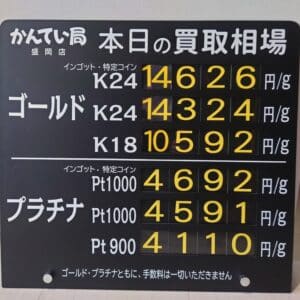 かんてい局
盛岡店
本日の買取相場
インゴット・特定コイン
K24 14626 円/g
ゴールド K24 14324 円/g
K18 10592 円/g
インゴット・特定コイン
Pt1000 4692 円/g
プラチナ Pt1000 4591 円/g
Pt900 4110 円/g
ゴールド・プラチナともに、手数料は一切いただきません